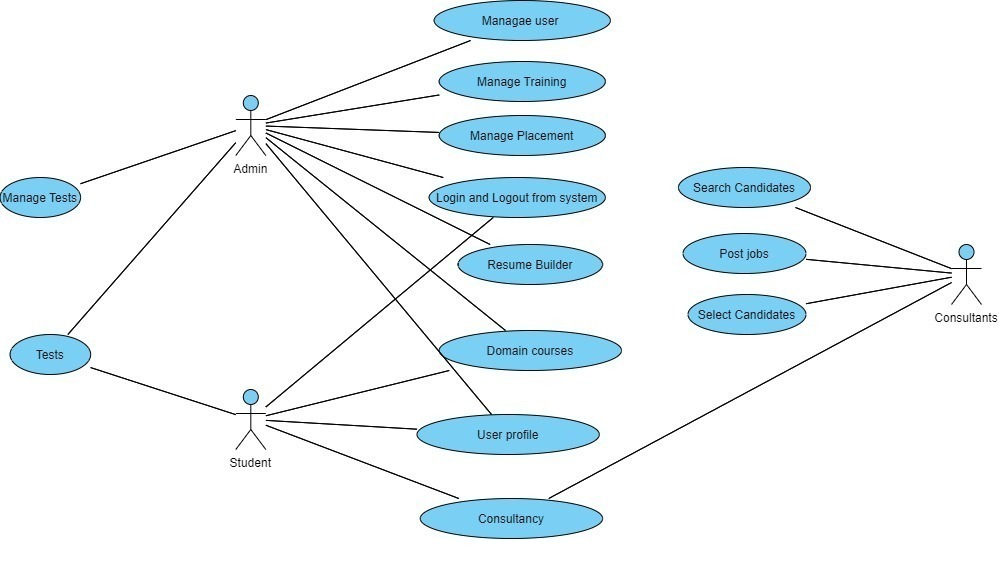 Managae user
Manage Training
Manage Placement
Admin
Manage Tests
Login and Logout from system
Search Candidates
Post jobs
Resume Builder
Select Candidates
Consultants
Domain courses
Tests
User profile
Student
Consultancy